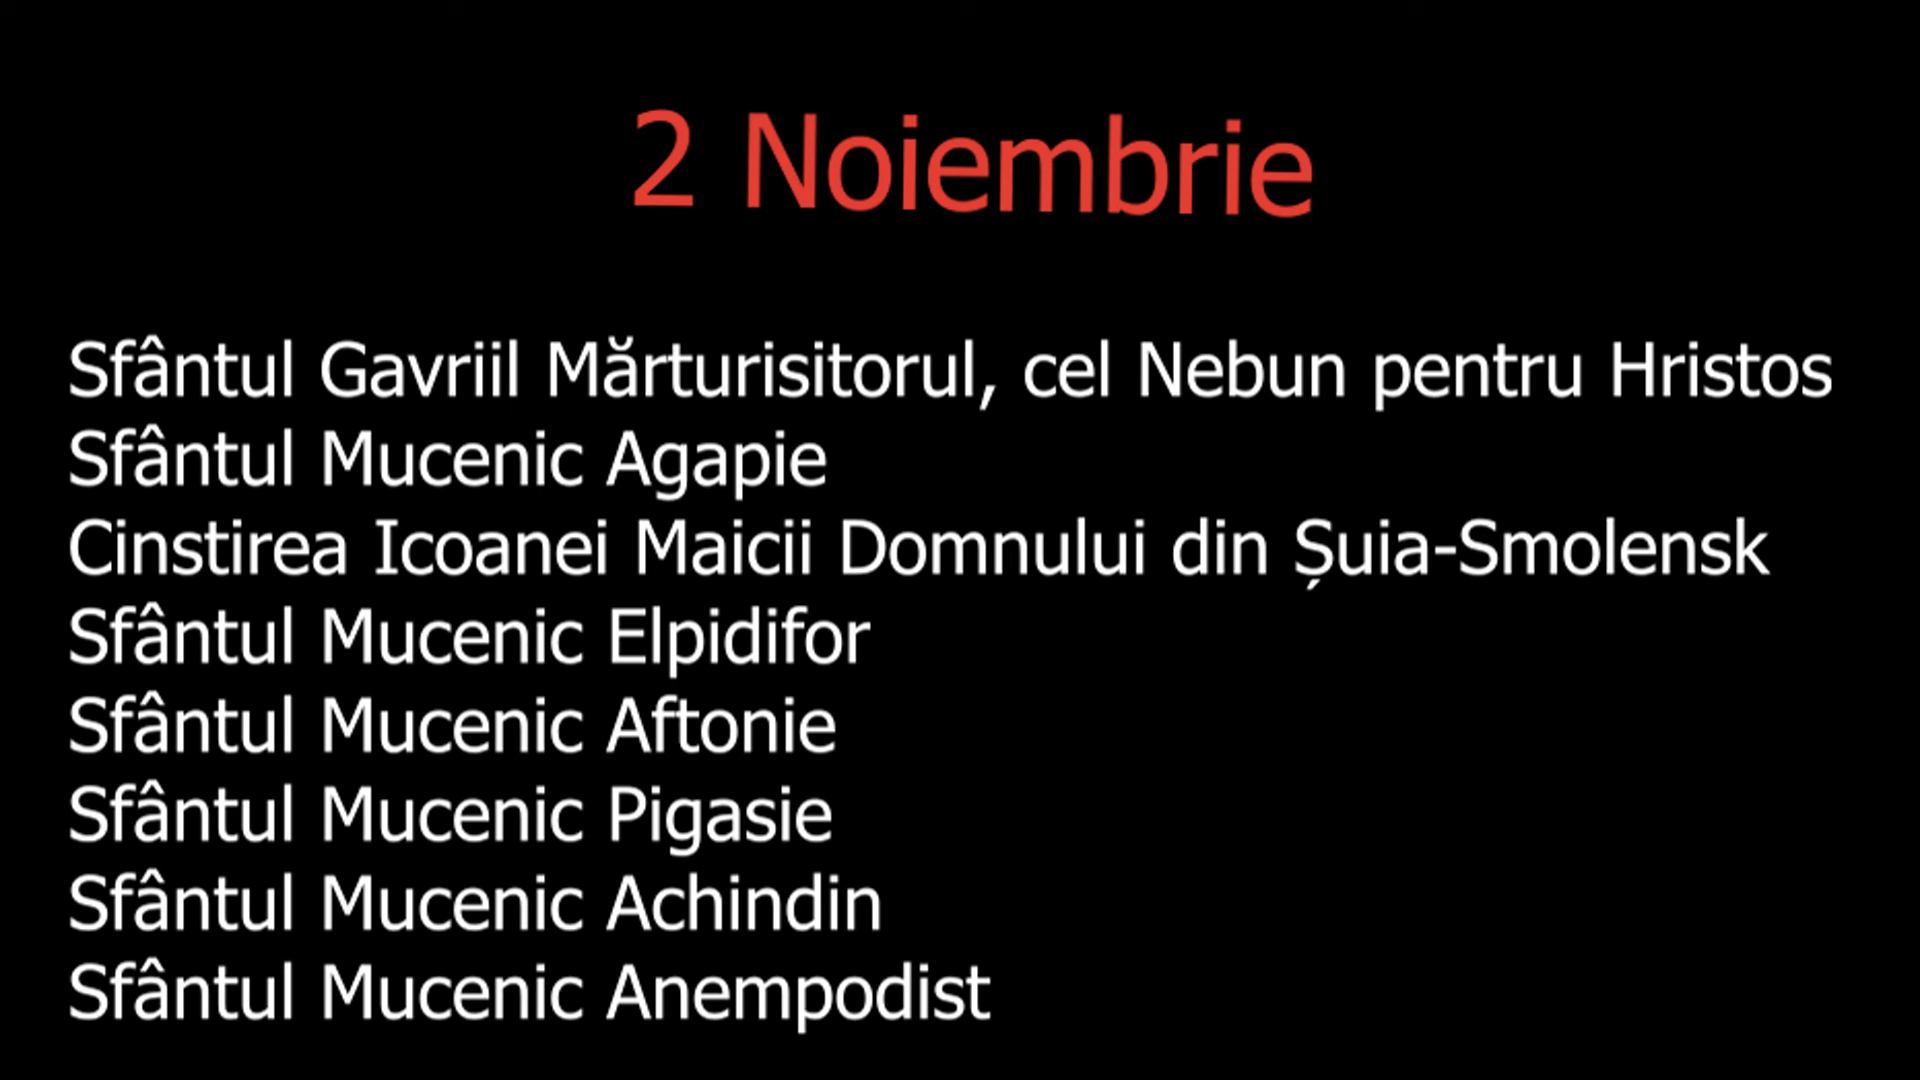 2 Noiembrie
Sfântul Gavriil Mărturisitorul, cel Nebun pentru Hristos
Sfântul Mucenic Agapie
Cinstirea Icoanei Maicii Domnului din Șuia-Smolensk
Sfântul Mucenic Elpidifor
Sfântul Mucenic Aftonie
Sfântul Mucenic Pigasie
Sfântul Mucenic Achindin
Sfântul Mucenic Anempodist